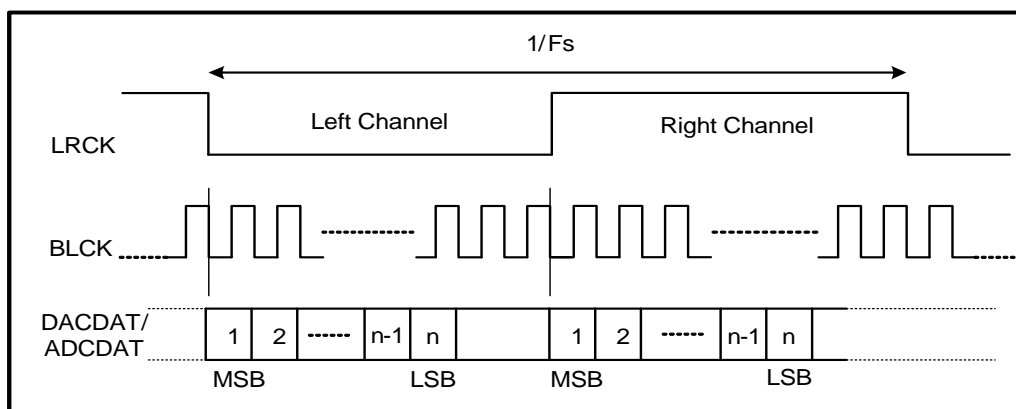 1/Fs
LRCK
Left Channel
Right Channel
BLCK
DACDAT/
ADCDAT
1 2 n-1 n 1 2 n-1 n
MSB LSB MSB LSB